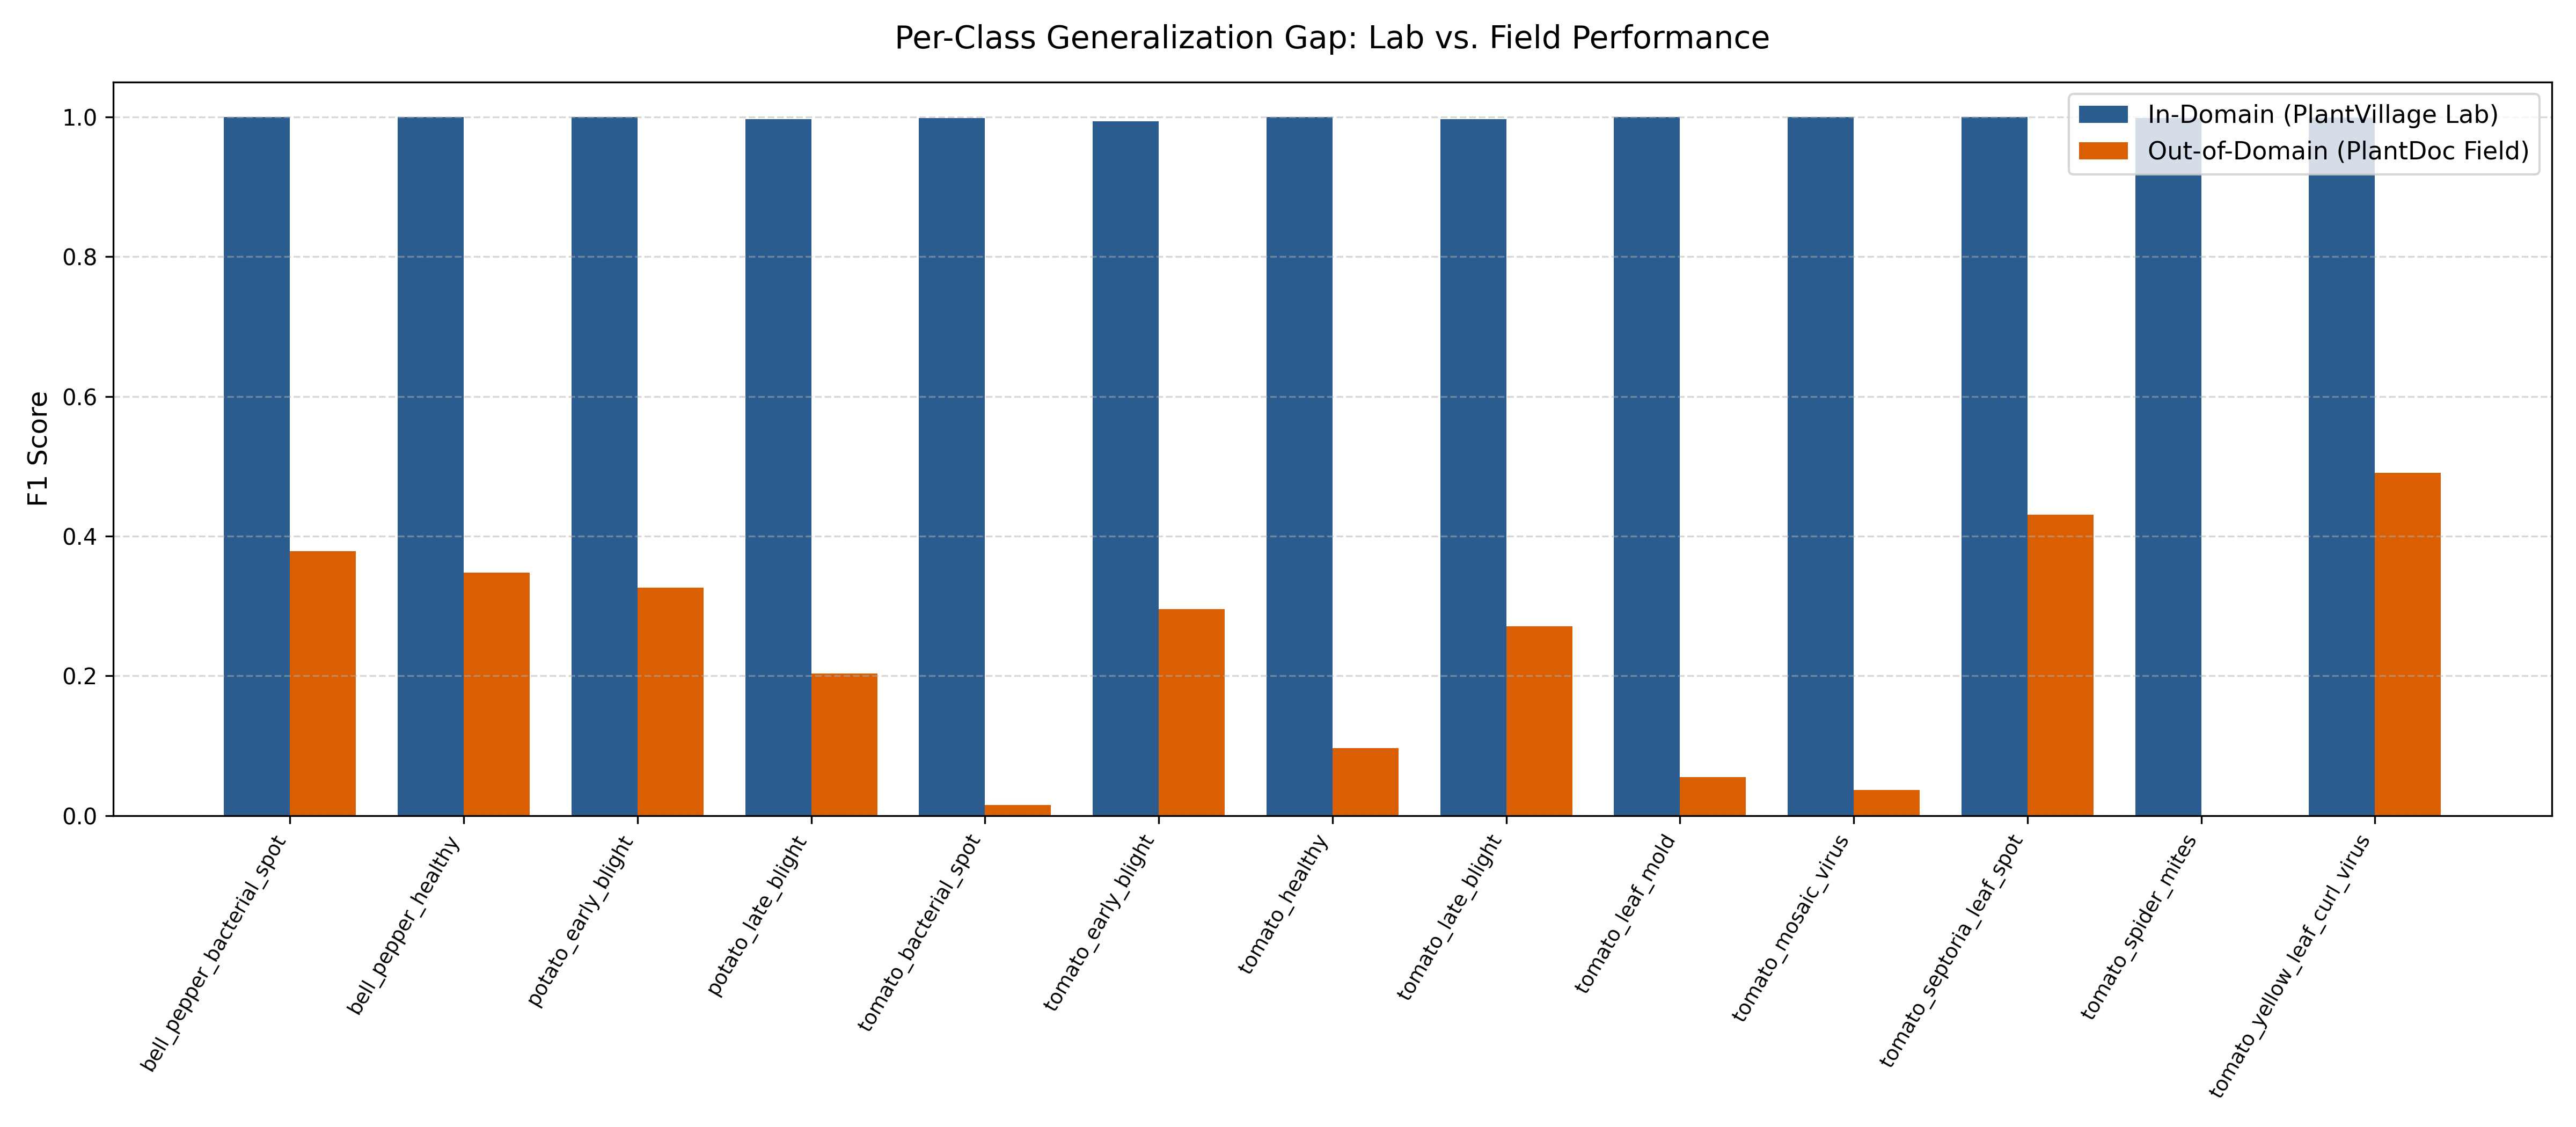 Per-Class Generalization Gap: Lab vs. Field Performance
In-Domain (PlantVillage Lab)
Out-of-Domain (PlantDoc Field)
F1 Score
1.0
0.8
0.6
0.4
0.2
0.0
bell_pepper_bacterial_spot
bell_pepper_healthy
potato_early_blight
potato_late_blight
tomato_bacterial_spot
tomato_early_blight
tomato_healthy
tomato_late_blight
tomato_leaf_mold
tomato_mosaic_virus
tomato_septoria_leaf_spot
tomato_spider_mites
tomato_yellow_leaf_curl_virus